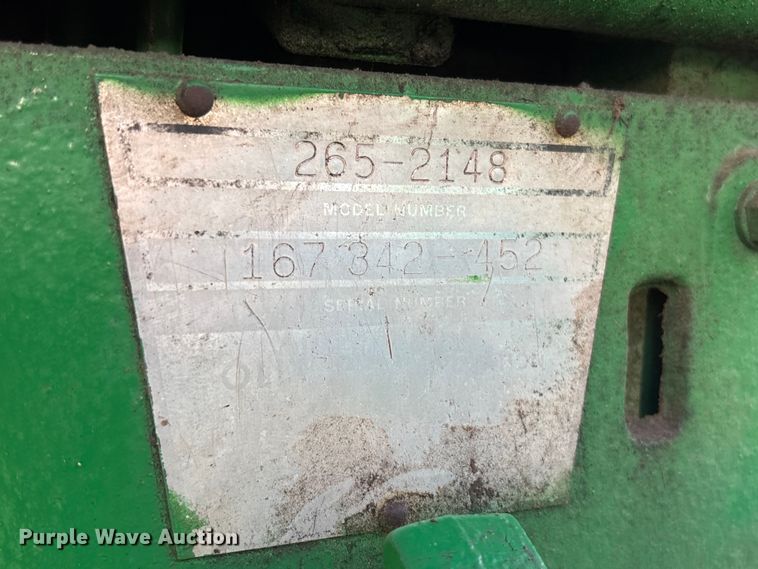 265-2148
MODEL NUMBER
167 342-452
SERIAL NUMBER
Purple Wave Auction